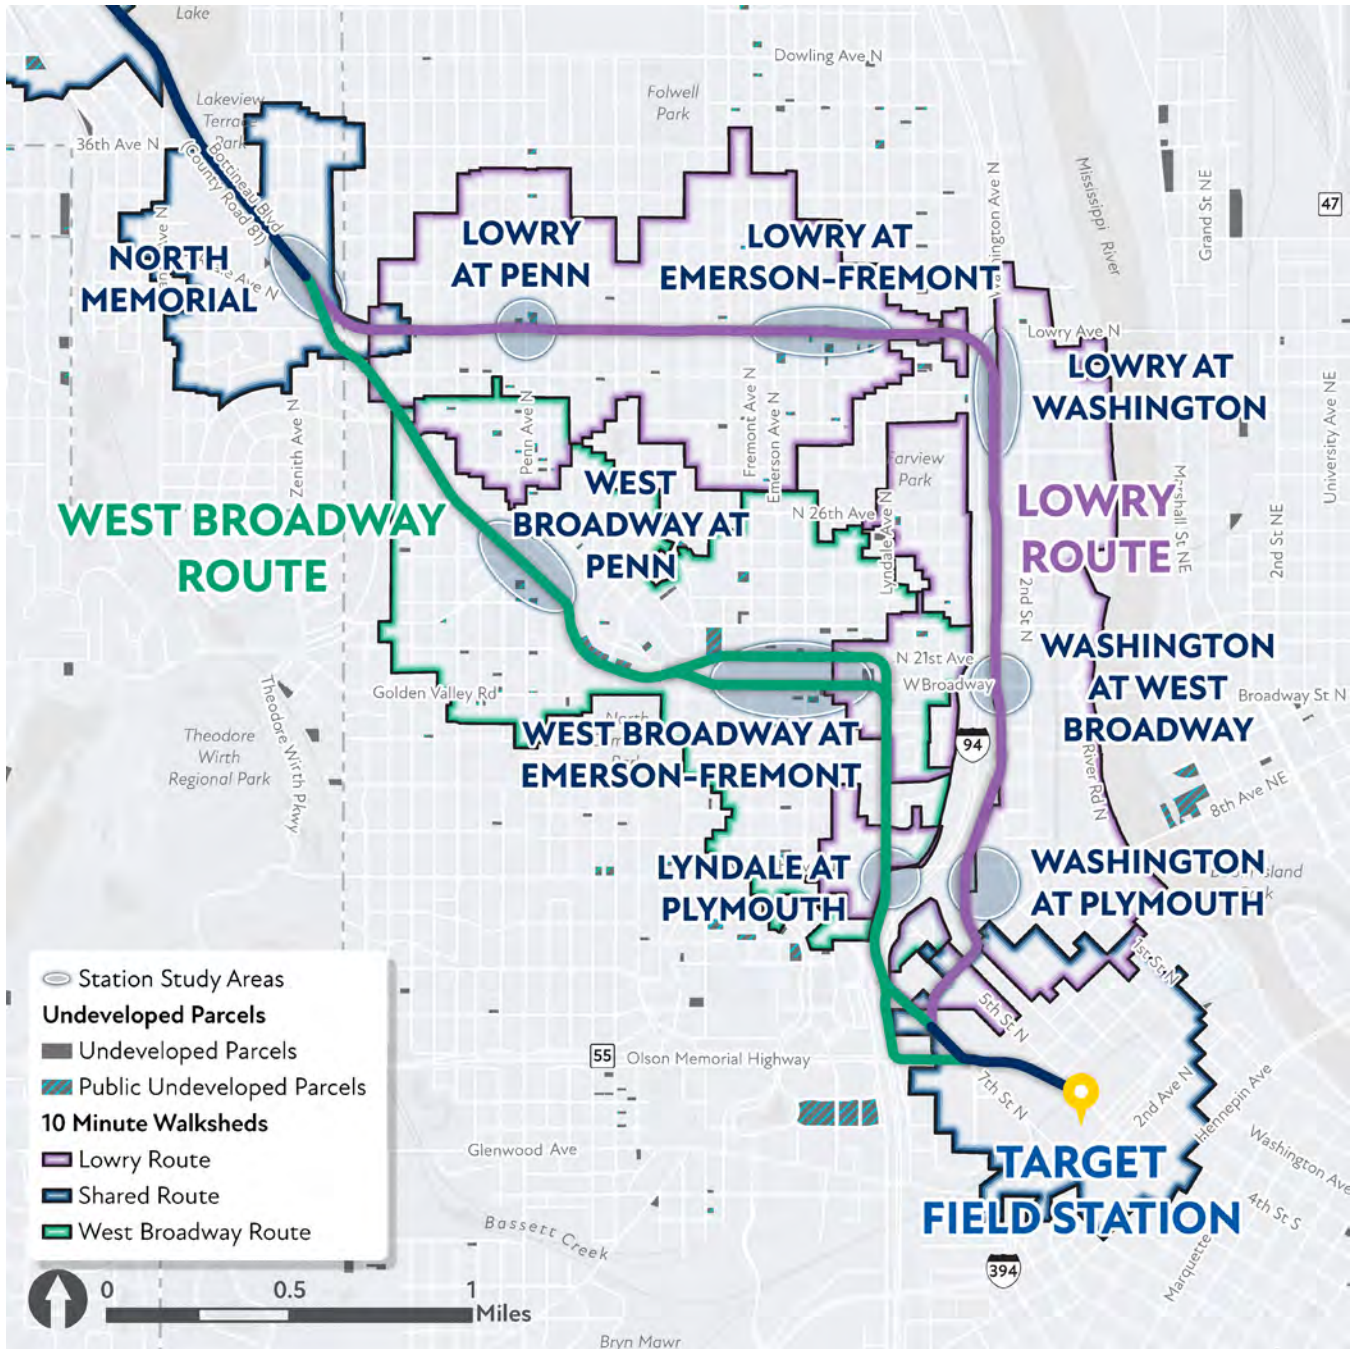 Lake
Dowling Ave N
Folwell
Park
Lakeview
Terrace
Park
36th Ave N
Bottineau Blvd
(County Road 81)
Washington Ave N
Mississippi River
Grand St NE
47
NORTH
MEMORIAL
LOWRY
AT PENN
LOWRY AT
EMERSON-FREMONT
Lowry Ave N
LOWRY AT
WASHINGTON
University Ave NE
Zenith Ave N
Penn Ave N
Fremont Ave N
Emerson Ave N
Farview
Park
WEST
BROADWAY AT
PENN
N 26th Ave
Lyndale Ave N
LOWRY
ROUTE
Marshall St NE
2nd St NE
WEST BROADWAY
ROUTE
2nd St N
N 21st Ave
W Broadway
WASHINGTON
AT WEST
BROADWAY
Broadway St N
Golden Valley Rd
Theodore Wirth Pkwy
Theodore
Wirth
Regional Park
North
WEST BROADWAY AT
EMERSON-FREMONT
94
River Rd N
8th Ave NE
LYNDALE AT
PLYMOUTH
WASHINGTON
AT PLYMOUTH
Island
1st St N
5th St N
7th St N
2nd Ave N
Hennepin Ave
Washington Ave
4th St S
Marquette
55
Olson Memorial Highway
Glenwood Ave
Bassett Creek
Bryn Mawr
TARGET
FIELD STATION
394
Station Study Areas
Undeveloped Parcels
Undeveloped Parcels
Public Undeveloped Parcels
10 Minute Walksheds
Lowry Route
Shared Route
West Broadway Route
0 0.5 1
Miles